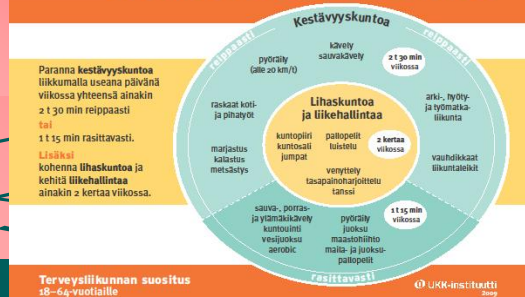 Paranna kestävyyskuntoa
liikkumalla useana päivänä
viikossa yhteensä ainakin
2 t 30 min reippaasti
tai
1 t 15 min rasittavasti.
Lisäksi
kohenna lihaskuntoa ja
kehitä liikehallintaa
ainakin 2 kertaa viikossa.
Kestävyyskuntoa
reippaasti
reippaasti
kävely
sauvakävely
2 t 30 min
viikossa
pyöräily
(alle 20 km/t)
raskaat koti-
ja pihatyöt
marjastus
kalastus
metsästys
arki-, hyöty-
ja työmatka-
liikunta
vauhdikkaat
liikuntaleikit
Lihaskuntoa
ja liikehallintaa
kuntopiiri
kuntosali
jumpat
pallopelit
luistelu
2 kertaa
viikossa
venyttely
tasapainoharjoittelu
tanssi
sauva-, porras-
ja ylämäkikävely
kuntouinti
vesijuoksu
aerobic
pyöräily
juoksu
maastohiihto
maila- ja juoksu-
pallopelit
1 t 15 min
viikossa
rasittavasti
Terveysliikunnan suositus
18–64-vuotiaille
UKK-instituutti
2009